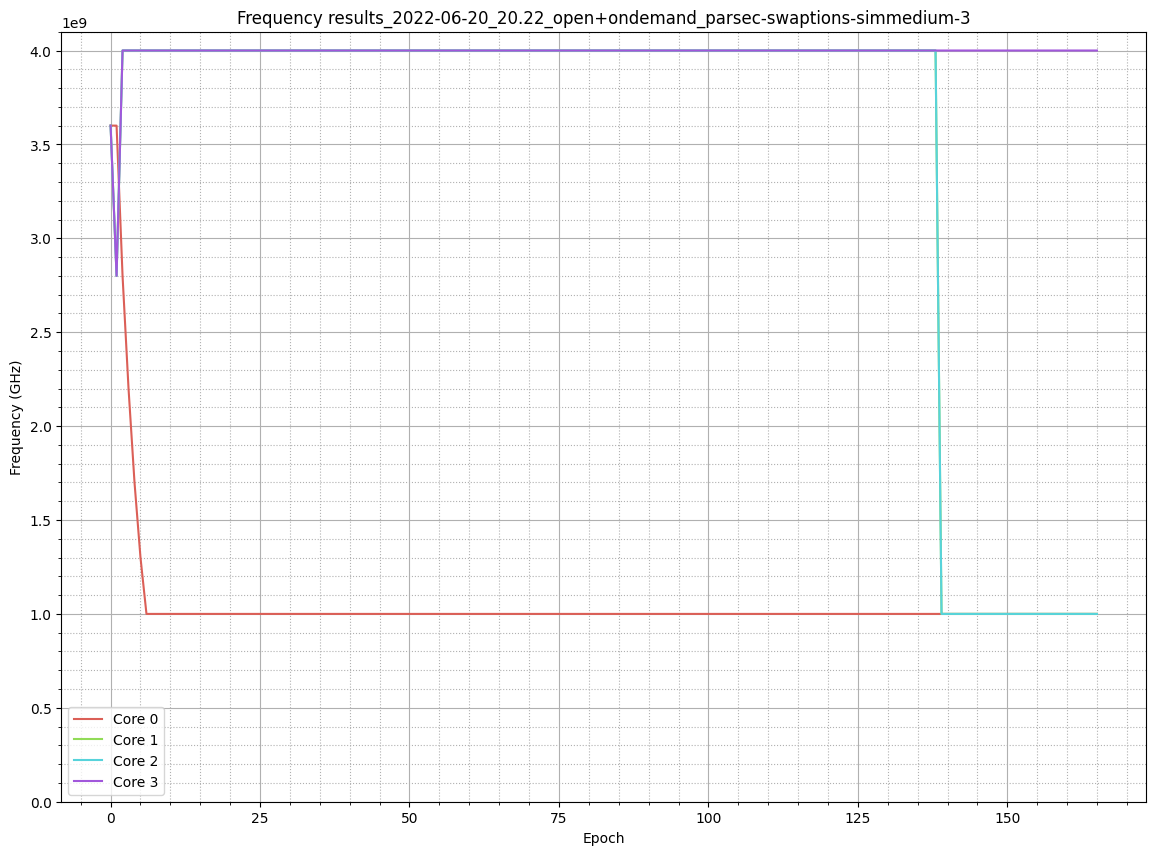 Frequency results_2022-06-20_20.22_open+ondemand_parsec-swaptions-simmedium-3
1e9
4.0
3.5
3.0
2.5
2.0
1.5
1.0
0.5
0.0
Frequency (GHz)
Core 0
Core 1
Core 2
Core 3
0 25 50 75 100 125 150
Epoch